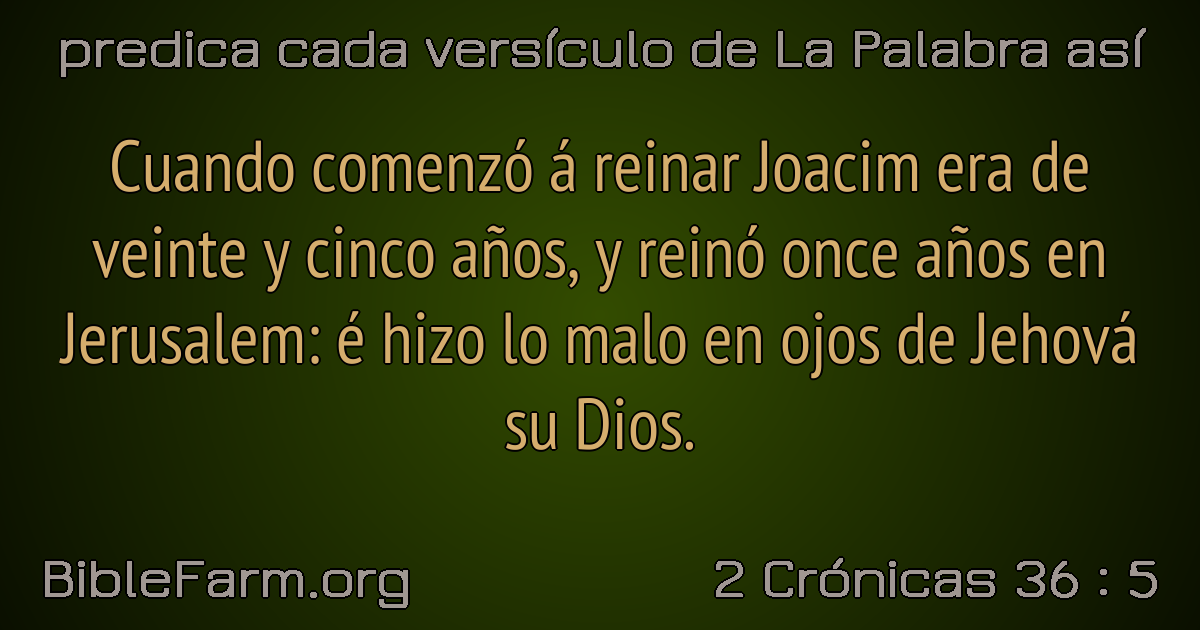 predica cada versículo de La Palabra así
Cuando comenzó á reinar Joacim era de
veinte y cinco años, y reinó once años en
Jerusalem: é hizo lo malo en ojos de Jehová
su Dios.
BibleFarm.org
2 Crónicas 36 : 5